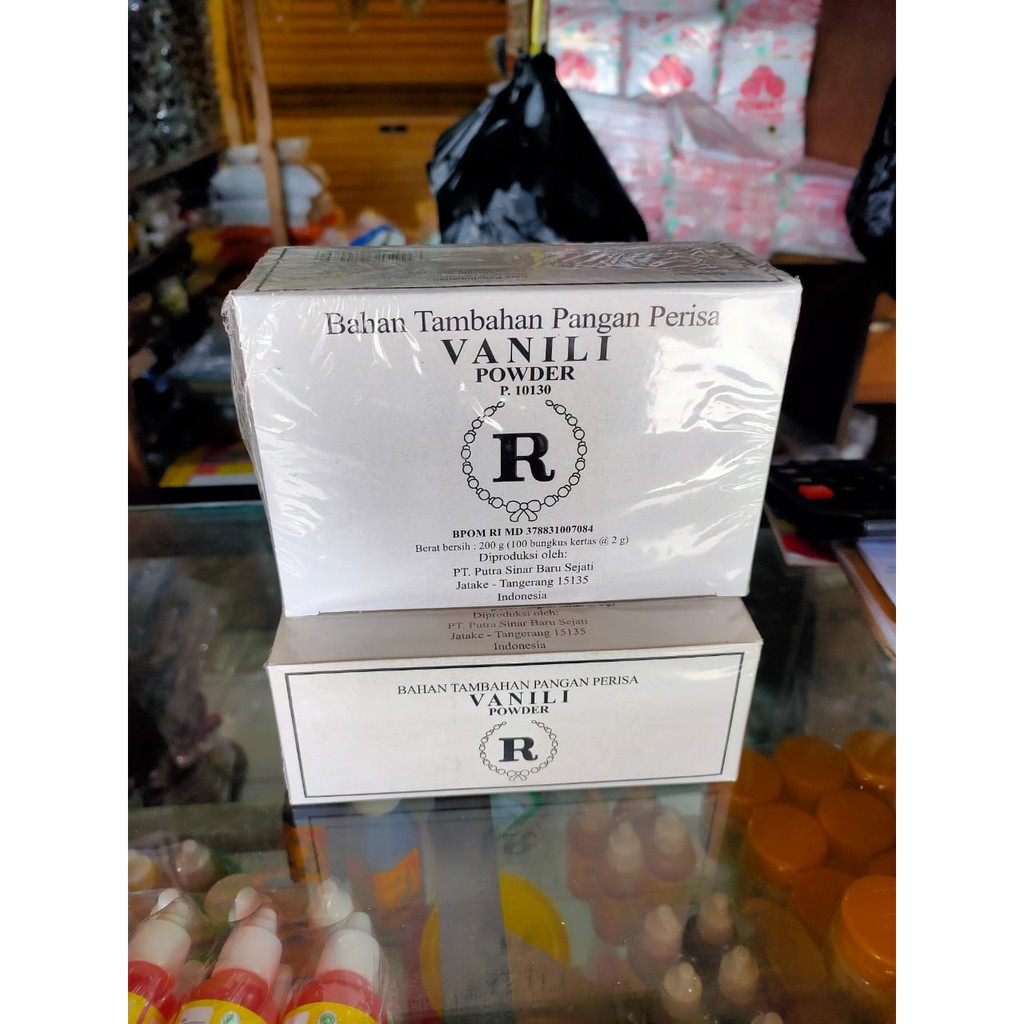 Bahan Tambahan Pangan Perisa
VANILI
POWDER
P. 10130
R
BPOM RI MD 378831007084
Berat bersih : 200 g (100 bungkus kertas @ 2 g)
Diproduksi oleh:
PT. Putra Sinar Baru Sejati
Jatake - Tangerang 15135
Indonesia
Diproduksi oleh:
PT. Putra Sinar Baru Sejati
Jatake - Tangerang 15135
Indonesia
BAHAN TAMBAHAN PANGAN PERISA
VANILI
POWDER
R